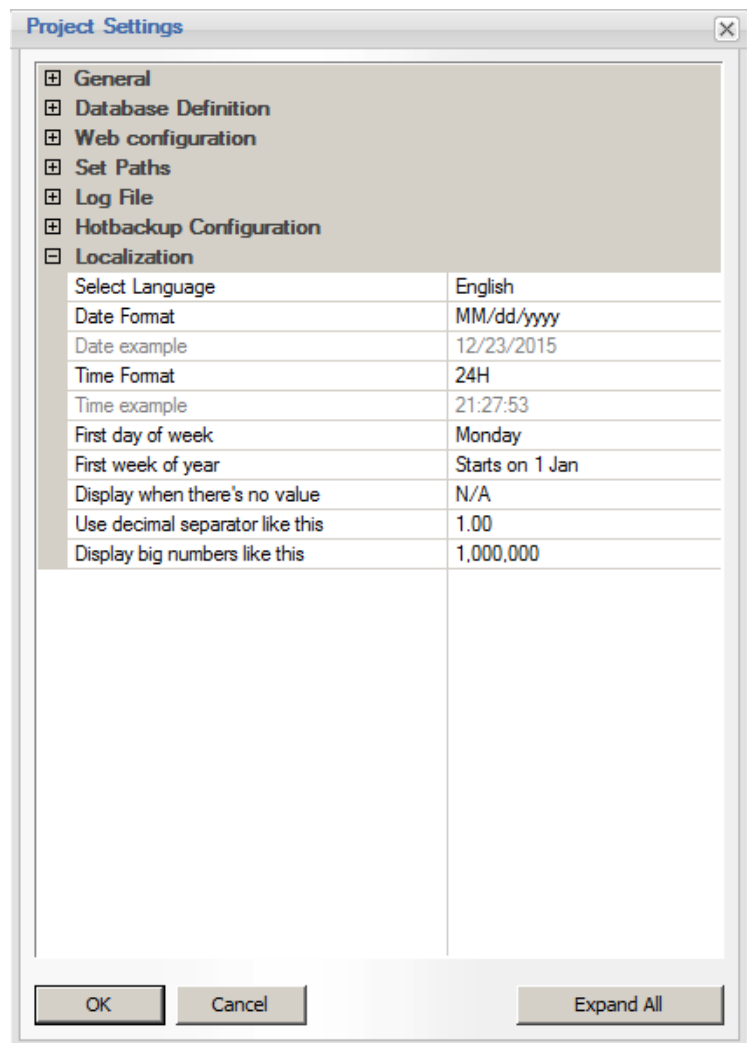 Project Settings
General
Database Definition
Web configuration
Set Paths
Log File
Hotbackup Configuration
Localization
Select Language English
Date Format MM/dd/yyyy
Date example 12/23/2015
Time Format 24H
Time example 21:27:53
First day of week Monday
First week of year Starts on 1 Jan
Display when there's no value N/A
Use decimal separator like this 1.00
Display big numbers like this 1,000,000
OK Cancel Expand All